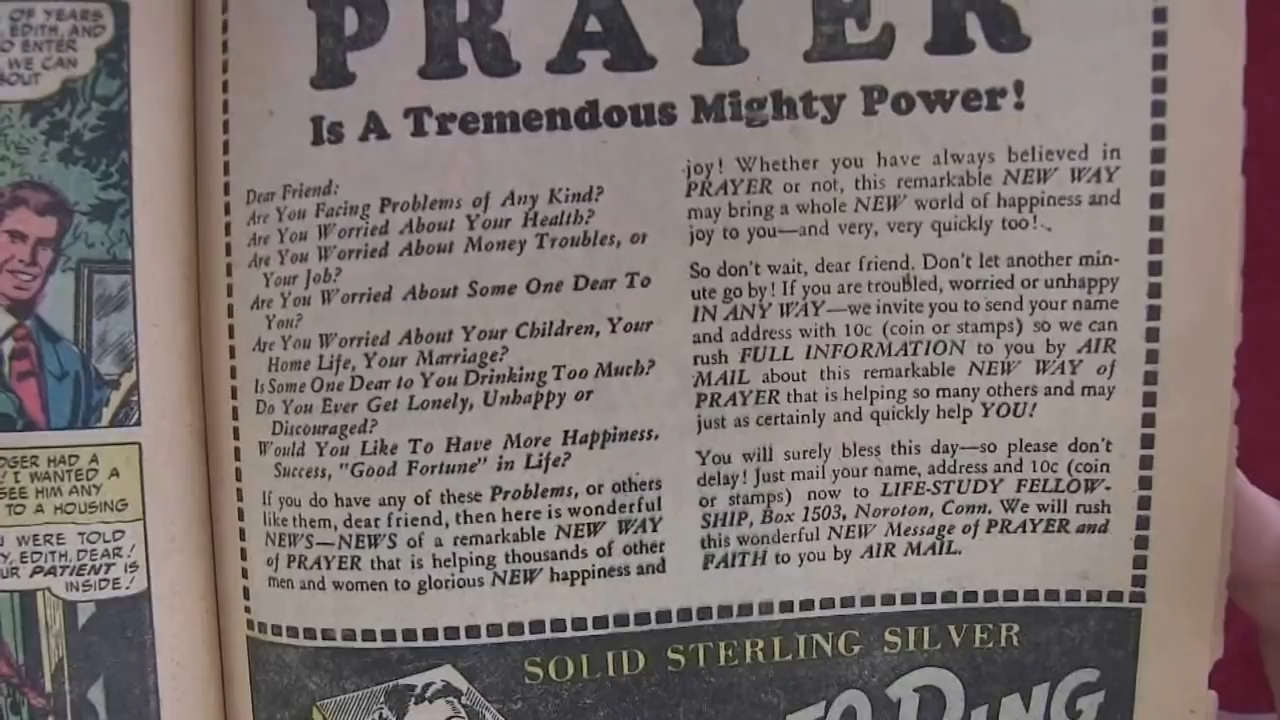 OF YEARS
EDITH, AND
ENTER
WE CAN
OUT
PRAYER
Is A Tremendous Mighty Power!
Dear Friend:
Are You Facing Problems of Any Kind?
Are You Worried About Your Health?
Are You Worried About Money Troubles, or
Your Job?
Are You Worried About Some One Dear To
You?
Are You Worried About Your Children, Your
Home Life, Your Marriage?
Is Some One Dear to You Drinking Too Much?
Do You Ever Get Lonely, Unhappy or
Discouraged?
Would You Like To Have More Happiness.
Success, "Good Fortune" in Life?
If you do have any of these Problems, or others
like them, dear friend, then here is wonderful
NEWS—NEWS of a remarkable NEW WAY
of PRAYER that is helping thousands of other
men and women to glorious NEW happiness and
joy! Whether you have always believed in
PRAYER or not, this remarkable NEW WAY
may bring a whole NEW world of happiness and
joy to you—and very, very quickly too!
So don't wait, dear friend. Don't let another min-
ute go by! If you are troubled, worried or unhappy
IN ANY WAY—we invite you to send your name
and address with 10c (coin or stamps) so we can
rush FULL INFORMATION to you by AIR
MAIL about this remarkable NEW WAY of
PRAYER that is helping so many others and may
just as certainly and quickly help YOU!
You will surely bless this day—so please don't
delay! Just mail your name, address and 10c (coin
or stamps) now to LIFE-STUDY FELLOW-
SHIP, Box 1503, Noroton, Conn. We will rush
this wonderful NEW Message of PRAYER and
FAITH to you by AIR MAIL.
OGER HAD A
! I WANTED A
SEE HIM ANY
TO A HOUSING
WERE TOLD
Y, EDITH, DEAR!
UR PATIENT IS
INSIDE!
SOLID STERLING SILVER
RING